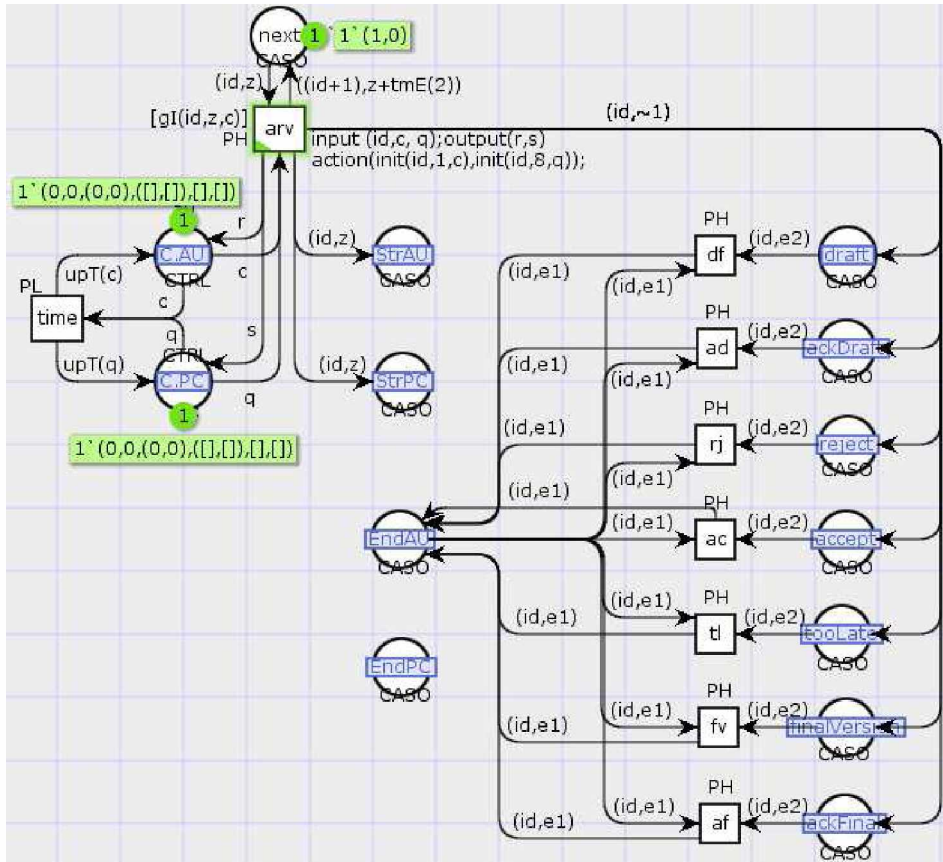 next 1 1`(1,0)
CASO
(id,z) ((id+1),z+tmE(2))
[gI(id,z,c)] arv (id,~1)
PH input (id,c, q);output(r,s)
action(init(id,1,c),init(id,8,q));
1`(0,0,(0,0),([],[]),[],[])
1
r
C.AU (id,z) StrAU
CTRL CASO
c
PL upT(c)
c
time
q
s
CTRL
upT(q) C.PC (id,z) StrPC
CASO
q
1
1`(0,0,(0,0),([],[]),[],[])
PH
(id,e1) df (id,e2) draft
(id,e1) CASO
PH
(id,e1) ad (id,e2) ackDraft
(id,e1) CASO
PH
(id,e1) rj (id,e2) reject
(id,e1) CASO
(id,e1) PH
EndAU (id,e1) ac (id,e2) accept
CASO CASO
PH
(id,e1) (id,e1) tl (id,e2) tooLate
CASO
EndPC
CASO
PH
(id,e1) (id,e1) fv (id,e2) finalVersion
CASO
PH
(id,e1) (id,e1) af (id,e2) ackFinal
CASO